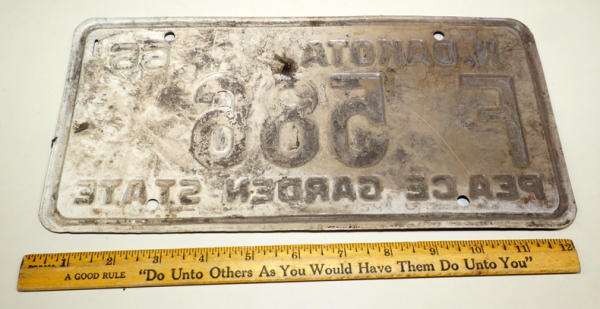 N. DAKOTA
F 586
PEACE GARDEN STATE
1 2 3 4 5 6 7 8 9 10 11 12
A GOOD RULE "Do Unto Others As You Would Have Them Do Unto You"